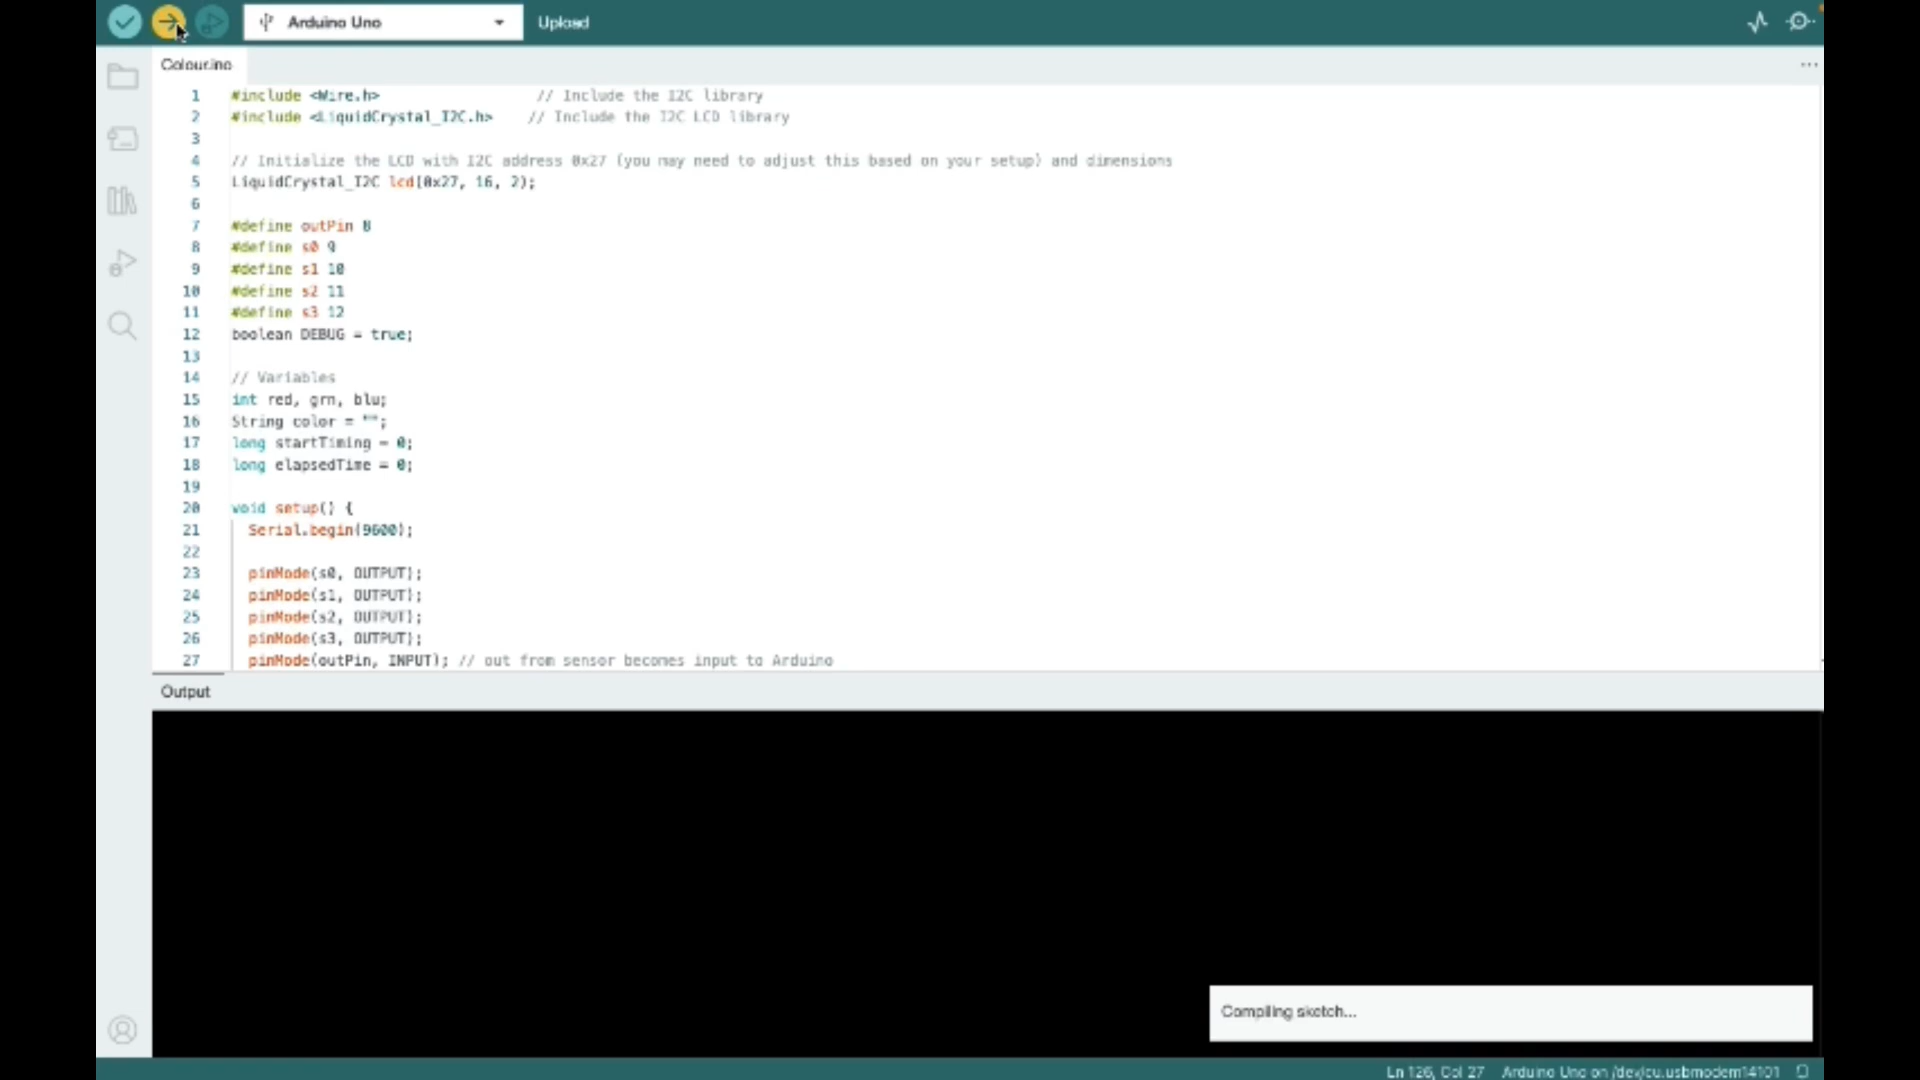 Arduino Uno
Upload
Colour.ino
1 #include <Wire.h> // Include the I2C library
2 #include <LiquidCrystal_I2C.h> // Include the I2C LCD library
3
4 // Initialize the LCD with I2C address 0x27 (you may need to adjust this based on your setup) and dimensions
5 LiquidCrystal_I2C lcd(0x27, 16, 2);
6
7 #define outPin 8
8 #define s0 9
9 #define s1 10
10 #define s2 11
11 #define s3 12
12 boolean DEBUG = true;
13
14 // Variables
15 int red, grn, blu;
16 String color = "";
17 long startTiming = 0;
18 long elapsedTime = 0;
19
20 void setup() {
21 Serial.begin(9600);
22
23 pinMode(s0, OUTPUT);
24 pinMode(s1, OUTPUT);
25 pinMode(s2, OUTPUT);
26 pinMode(s3, OUTPUT);
27 pinMode(outPin, INPUT); // out from sensor becomes input to Arduino
Output
Compiling sketch...
Ln 126, Col 27 Arduino Uno on /dev/cu.usbmodem14101